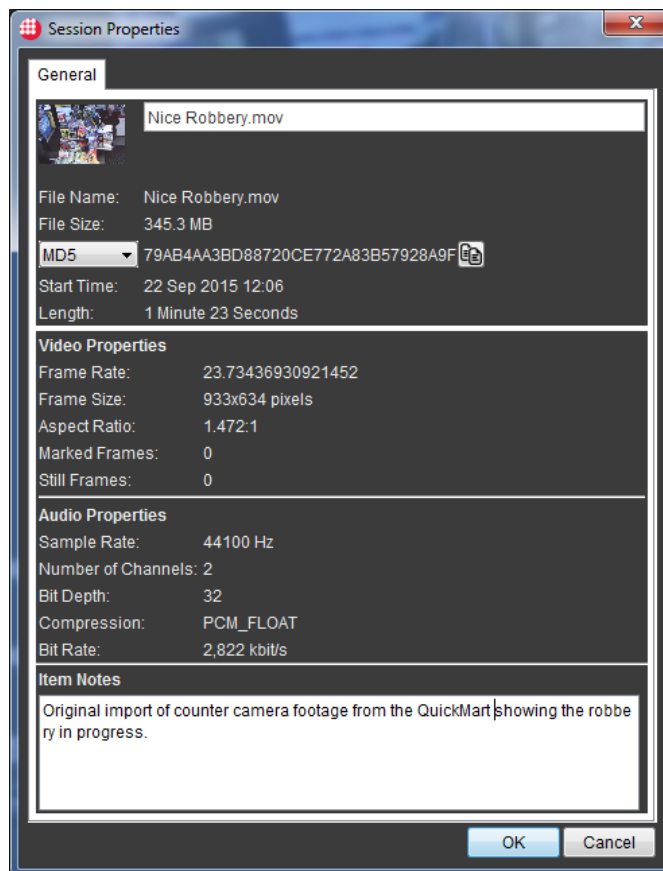 Session Properties
General
Nice Robbery.mov
File Name: Nice Robbery.mov
File Size: 345.3 MB
MD5 79AB4AA3BD88720CE772A83B57928A9F
Start Time: 22 Sep 2015 12:06
Length: 1 Minute 23 Seconds
Video Properties
Frame Rate: 23.73436930921452
Frame Size: 933x634 pixels
Aspect Ratio: 1.472:1
Marked Frames: 0
Still Frames: 0
Audio Properties
Sample Rate: 44100 Hz
Number of Channels: 2
Bit Depth: 32
Compression: PCM_FLOAT
Bit Rate: 2,822 kbit/s
Item Notes
Original import of counter camera footage from the QuickMart showing the robbe
ry in progress.
OK Cancel